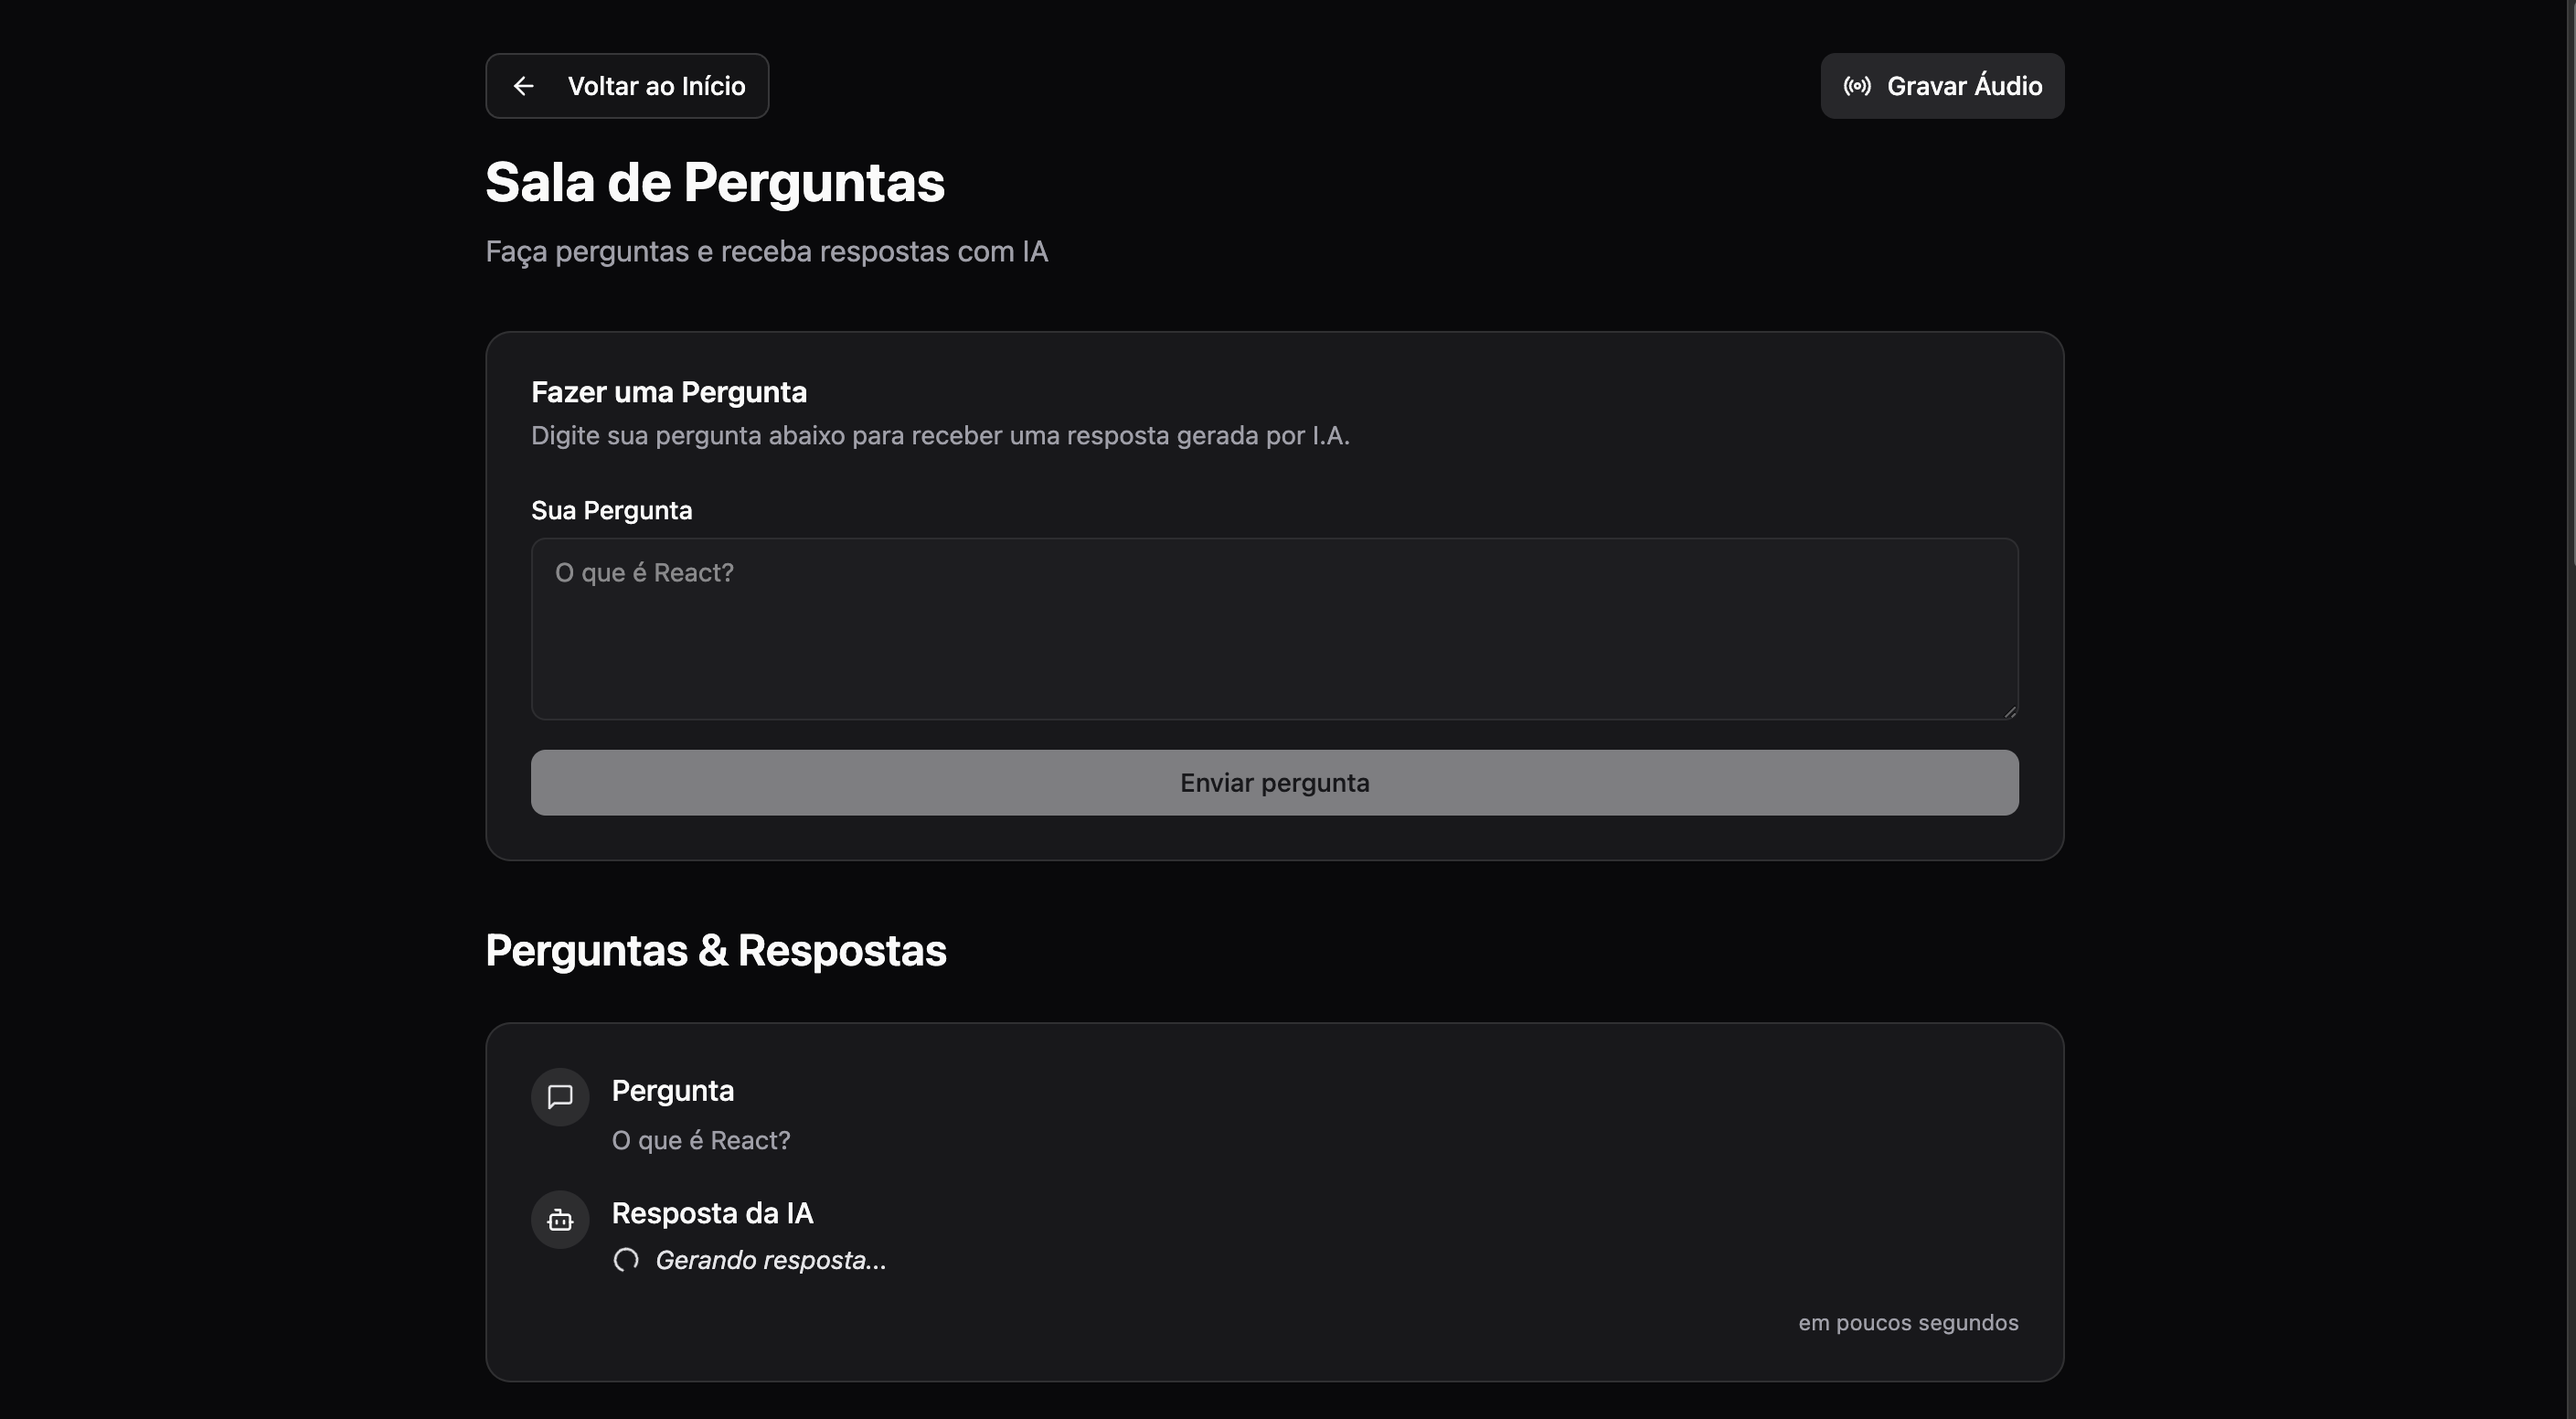 Voltar ao Início
Gravar Áudio
Sala de Perguntas
Faça perguntas e receba respostas com IA
Fazer uma Pergunta
Digite sua pergunta abaixo para receber uma resposta gerada por I.A.
Sua Pergunta
O que é React?
Enviar pergunta
Perguntas & Respostas
Pergunta
O que é React?
Resposta da IA
Gerando resposta...
em poucos segundos